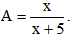 A = x / x + 5 .